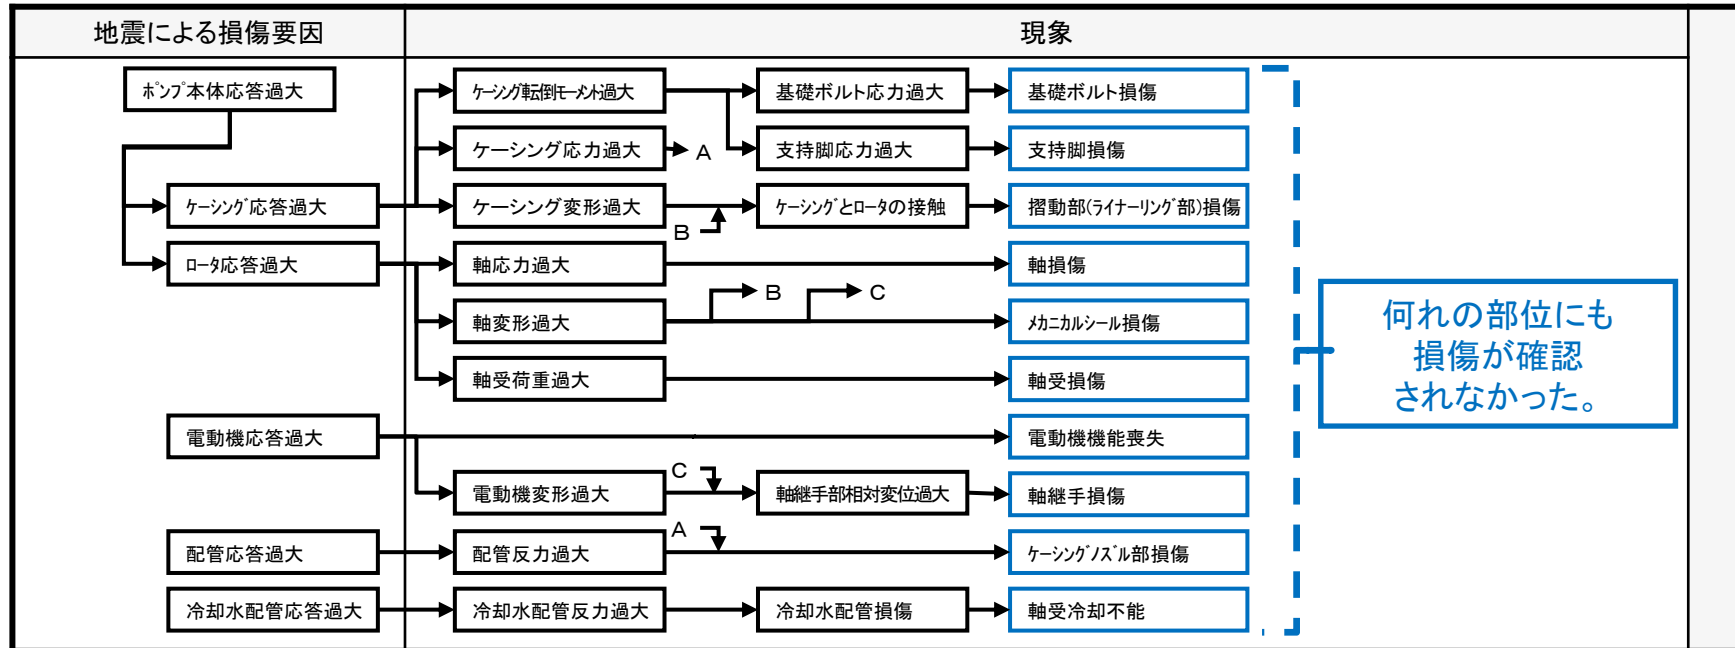 地震による損傷要因
現象
ポンプ本体応答過大
ケーシング転倒モーメント過大
基礎ボルト応力過大
基礎ボルト損傷
ケーシング応力過大
A
支持脚応力過大
支持脚損傷
ケーシング応答過大
ケーシング変形過大
B
ケーシングとロータの接触
摺動部(ライナーリング部)損傷
ロータ応答過大
軸応力過大
軸損傷
軸変形過大
B
C
メカニカルシール損傷
軸受荷重過大
軸受損傷
電動機応答過大
電動機機能喪失
電動機変形過大
C
軸継手部相対変位過大
軸継手損傷
配管応答過大
配管反力過大
A
ケーシングノズル部損傷
冷却水配管応答過大
冷却水配管反力過大
冷却水配管損傷
軸受冷却不能
何れの部位にも
損傷が確認
されなかった。